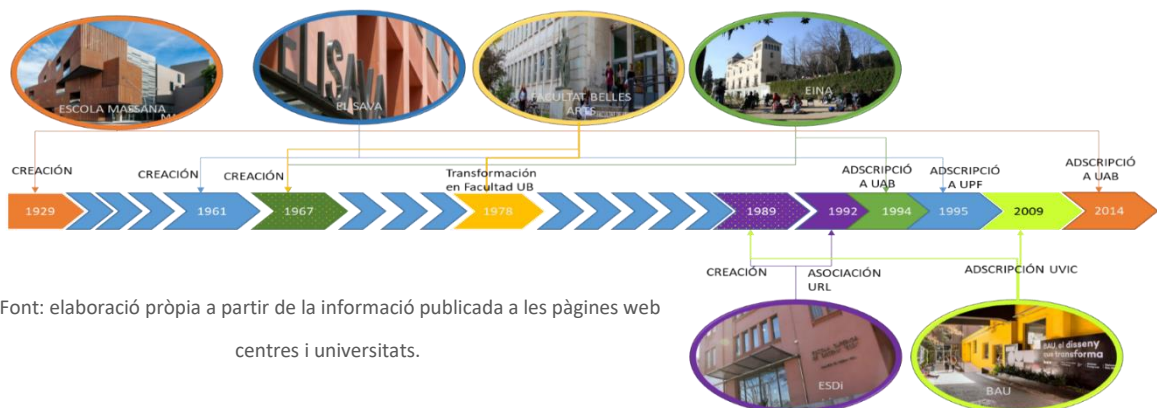 ESCOLA MASSANA
ELISAVA
ELISAVA
FACULTAT BELLES
ARTS
EINA
CREACIÓN
CREACIÓN
CREACIÓN
Transformación
en Facultad UB
ADSCRIPCIÓ
A UAB
ADSCRIPCIÓ
A UPF
ADSCRIPCIÓ
A UAB
1929
1961
1967
1978
1989
1992
1994
1995
2009
2014
CREACIÓN
ASOCIACIÓN
URL
ADSCRIPCIÓN UVIC
Font: elaboració pròpia a partir de la informació publicada a les pàgines web
centres i universitats.
ESDi
BAU, el disseny
que transforma
BAU